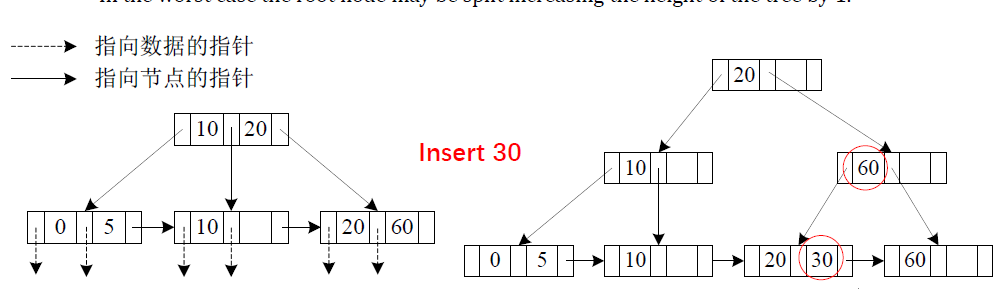 in the worst case the root node may be split increasing the height of the tree by 1.
指向数据的指针
指向节点的指针
20
10 20
Insert 30
10
60
0 5
10
20 60
0 5
10
20 30
60